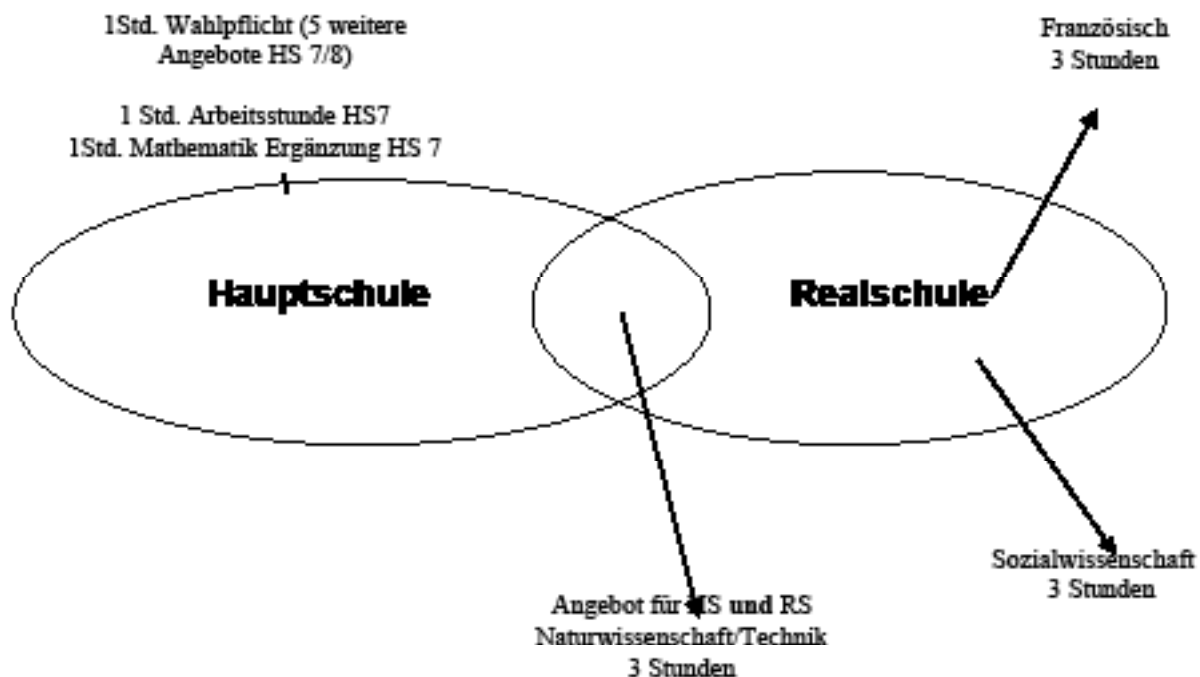 1Std. Wahlpflicht (5 weitere
Angebote HS 7/8)
1 Std. Arbeitsstunde HS7
1Std. Mathematik Ergänzung HS 7
Französisch
3 Stunden
Hauptschule
Realschule
Sozialwissenschaft
3 Stunden
Angebot für HS und RS
Naturwissenschaft/Technik
3 Stunden